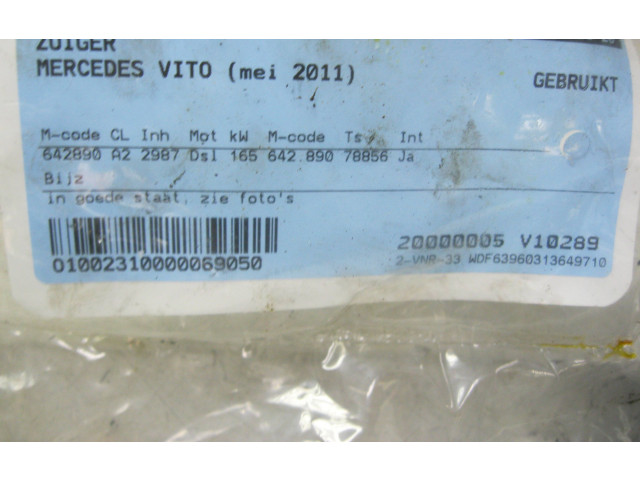 ZUIGER
MERCEDES VITO (mei 2011)
GEBRUIKT
M-code CL Inh Mot kW M-code Ts Int
642890 A2 2987 Dsl 165 642.890 78856 Ja
Bijz
In goede staat, zie foto's
01002310000069050
20000005 V10289
2-VNR-33 WDF63960313649710